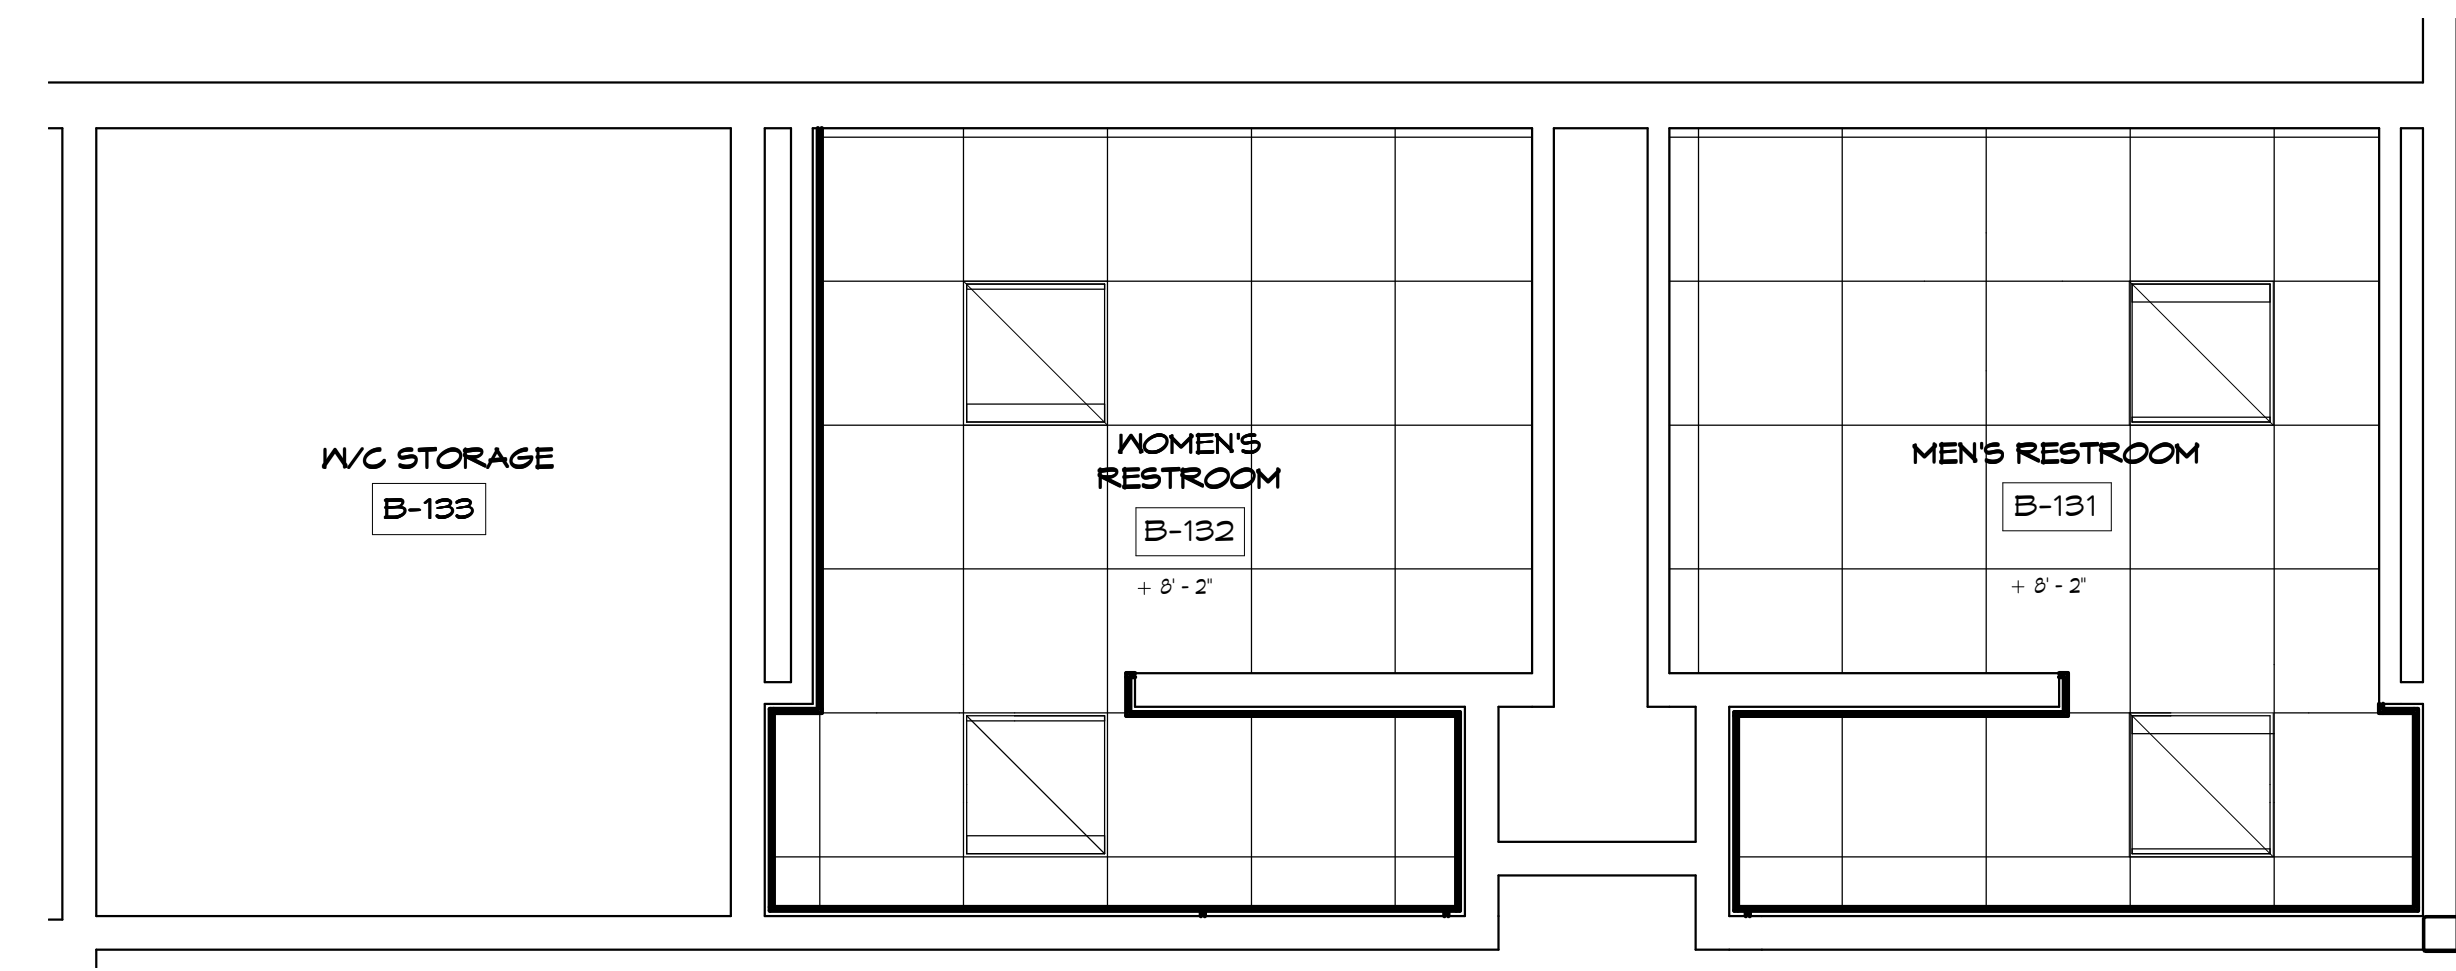 W/C STORAGE
B-133
WOMEN'S
RESTROOM
B-132
+ 8' - 2"
MEN'S RESTROOM
B-131
+ 8' - 2"